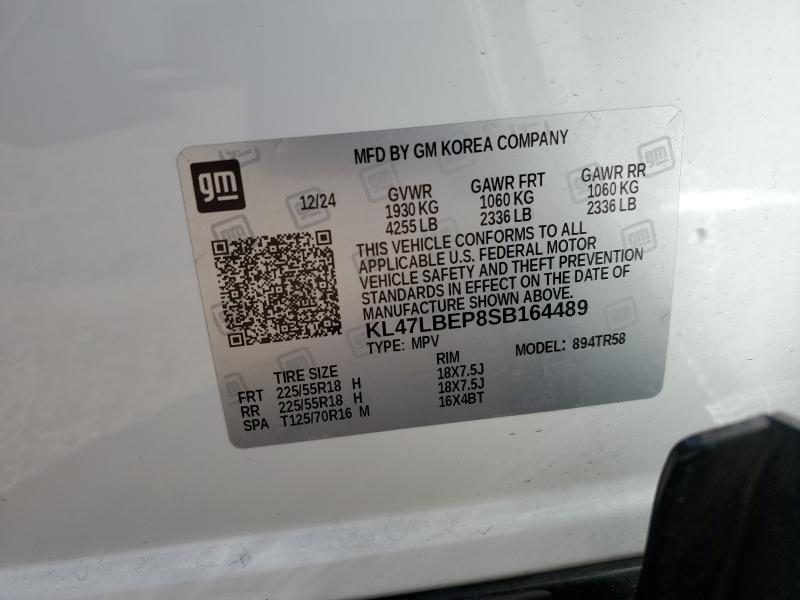 MFD BY GM KOREA COMPANY
gm
12/24
GVWR GAWR FRT GAWR RR
1930 KG 1060 KG 1060 KG
4255 LB 2336 LB 2336 LB
THIS VEHICLE CONFORMS TO ALL
APPLICABLE U.S. FEDERAL MOTOR
VEHICLE SAFETY AND THEFT PREVENTION
STANDARDS IN EFFECT ON THE DATE OF
MANUFACTURE SHOWN ABOVE.
KL47LBEP8SB164489
TYPE: MPV MODEL: 894TR58
TIRE SIZE RIM
FRT 225/55R18 H 18X7.5J
RR 225/55R18 H 18X7.5J
SPA T125/70R16 M 16X4BT